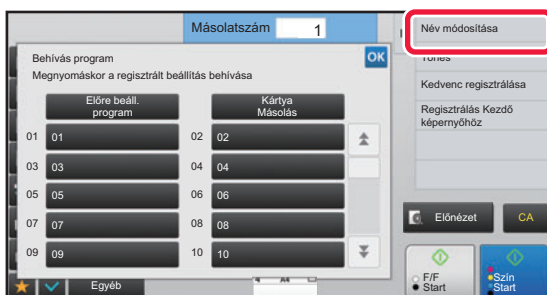 Másolatszám 1
Név módosítása
Behívás program
OK
Megnyomáskor a regisztrált beállítás behívása
Törlés
Kedvenc regisztrálása
Regisztrálás Kezdő
képernyőhöz
Előre beáll.
program
Kártya
Másolás
01 01
02 02
03 03
04 04
05 05
06 06
07 07
08 08
09 09
10 10
Előnézet
CA
Egyéb
A4
F/F
Start
Szín
Start